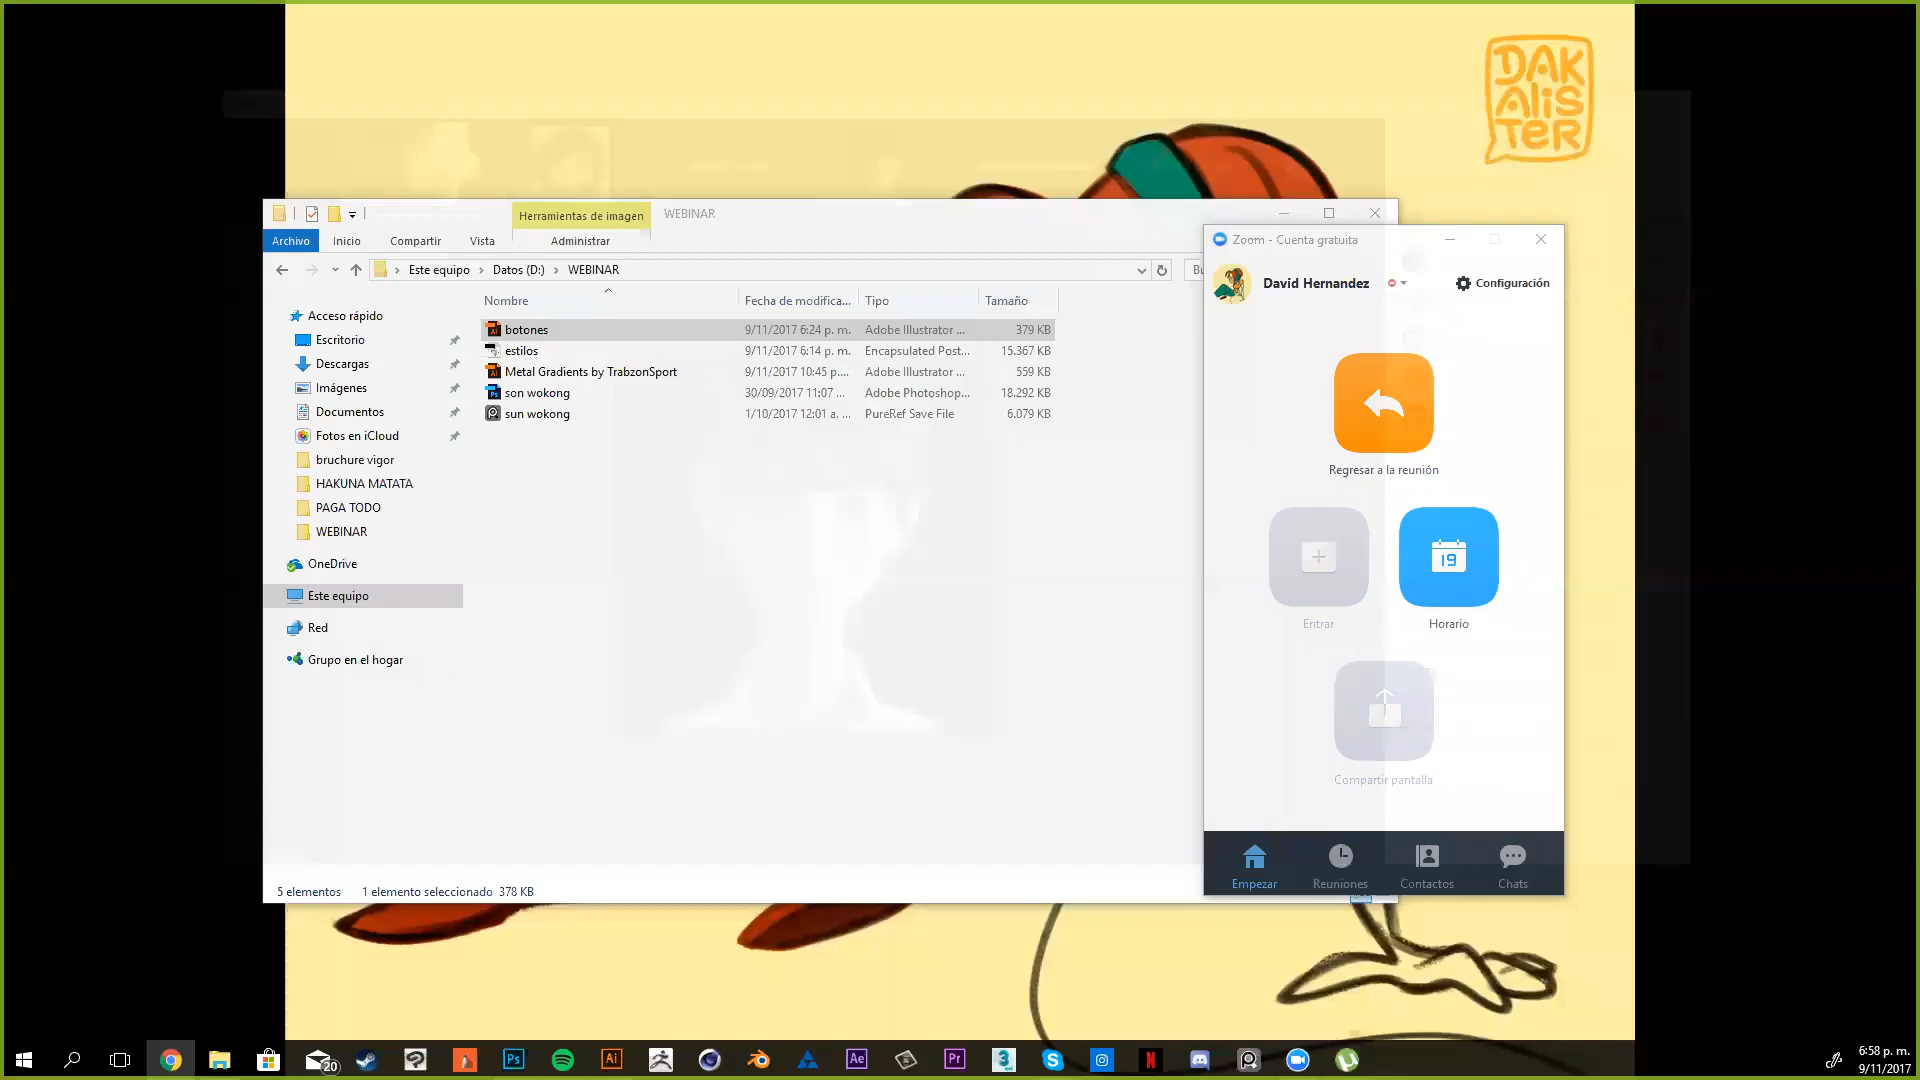 DAK
Alis
TeR
Herramientas de imagen
WEBINAR
Archivo
Inicio
Compartir
Vista
Administrar
Este equipo > Datos (D:) > WEBINAR
Bu
Nombre
Fecha de modifica...
Tipo
Tamaño
botones 9/11/2017 6:24 p. m. Adobe Illustrator ... 379 KB
estilos 9/11/2017 6:14 p. m. Encapsulated Post... 15.367 KB
Metal Gradients by TrabzonSport 9/11/2017 10:45 p.... Adobe Illustrator ... 559 KB
son wokong 30/09/2017 11:07 ... Adobe Photoshop... 18.292 KB
sun wokong 1/10/2017 12:01 a. ... PureRef Save File 6.079 KB
Acceso rápido
Escritorio
Descargas
Imágenes
Documentos
Fotos en iCloud
bruchure vigor
HAKUNA MATATA
PAGA TODO
WEBINAR
OneDrive
Este equipo
Red
Grupo en el hogar
5 elementos
1 elemento seleccionado 378 KB
Zoom - Cuenta gratuita
David Hernandez
Configuración
Regresar a la reunión
Entrar
19
Horario
Compartir pantalla
Empezar
Reuniones
Contactos
Chats
20
Ps
Ai
Ae
Pr
3
N
6:58 p. m.
9/11/2017